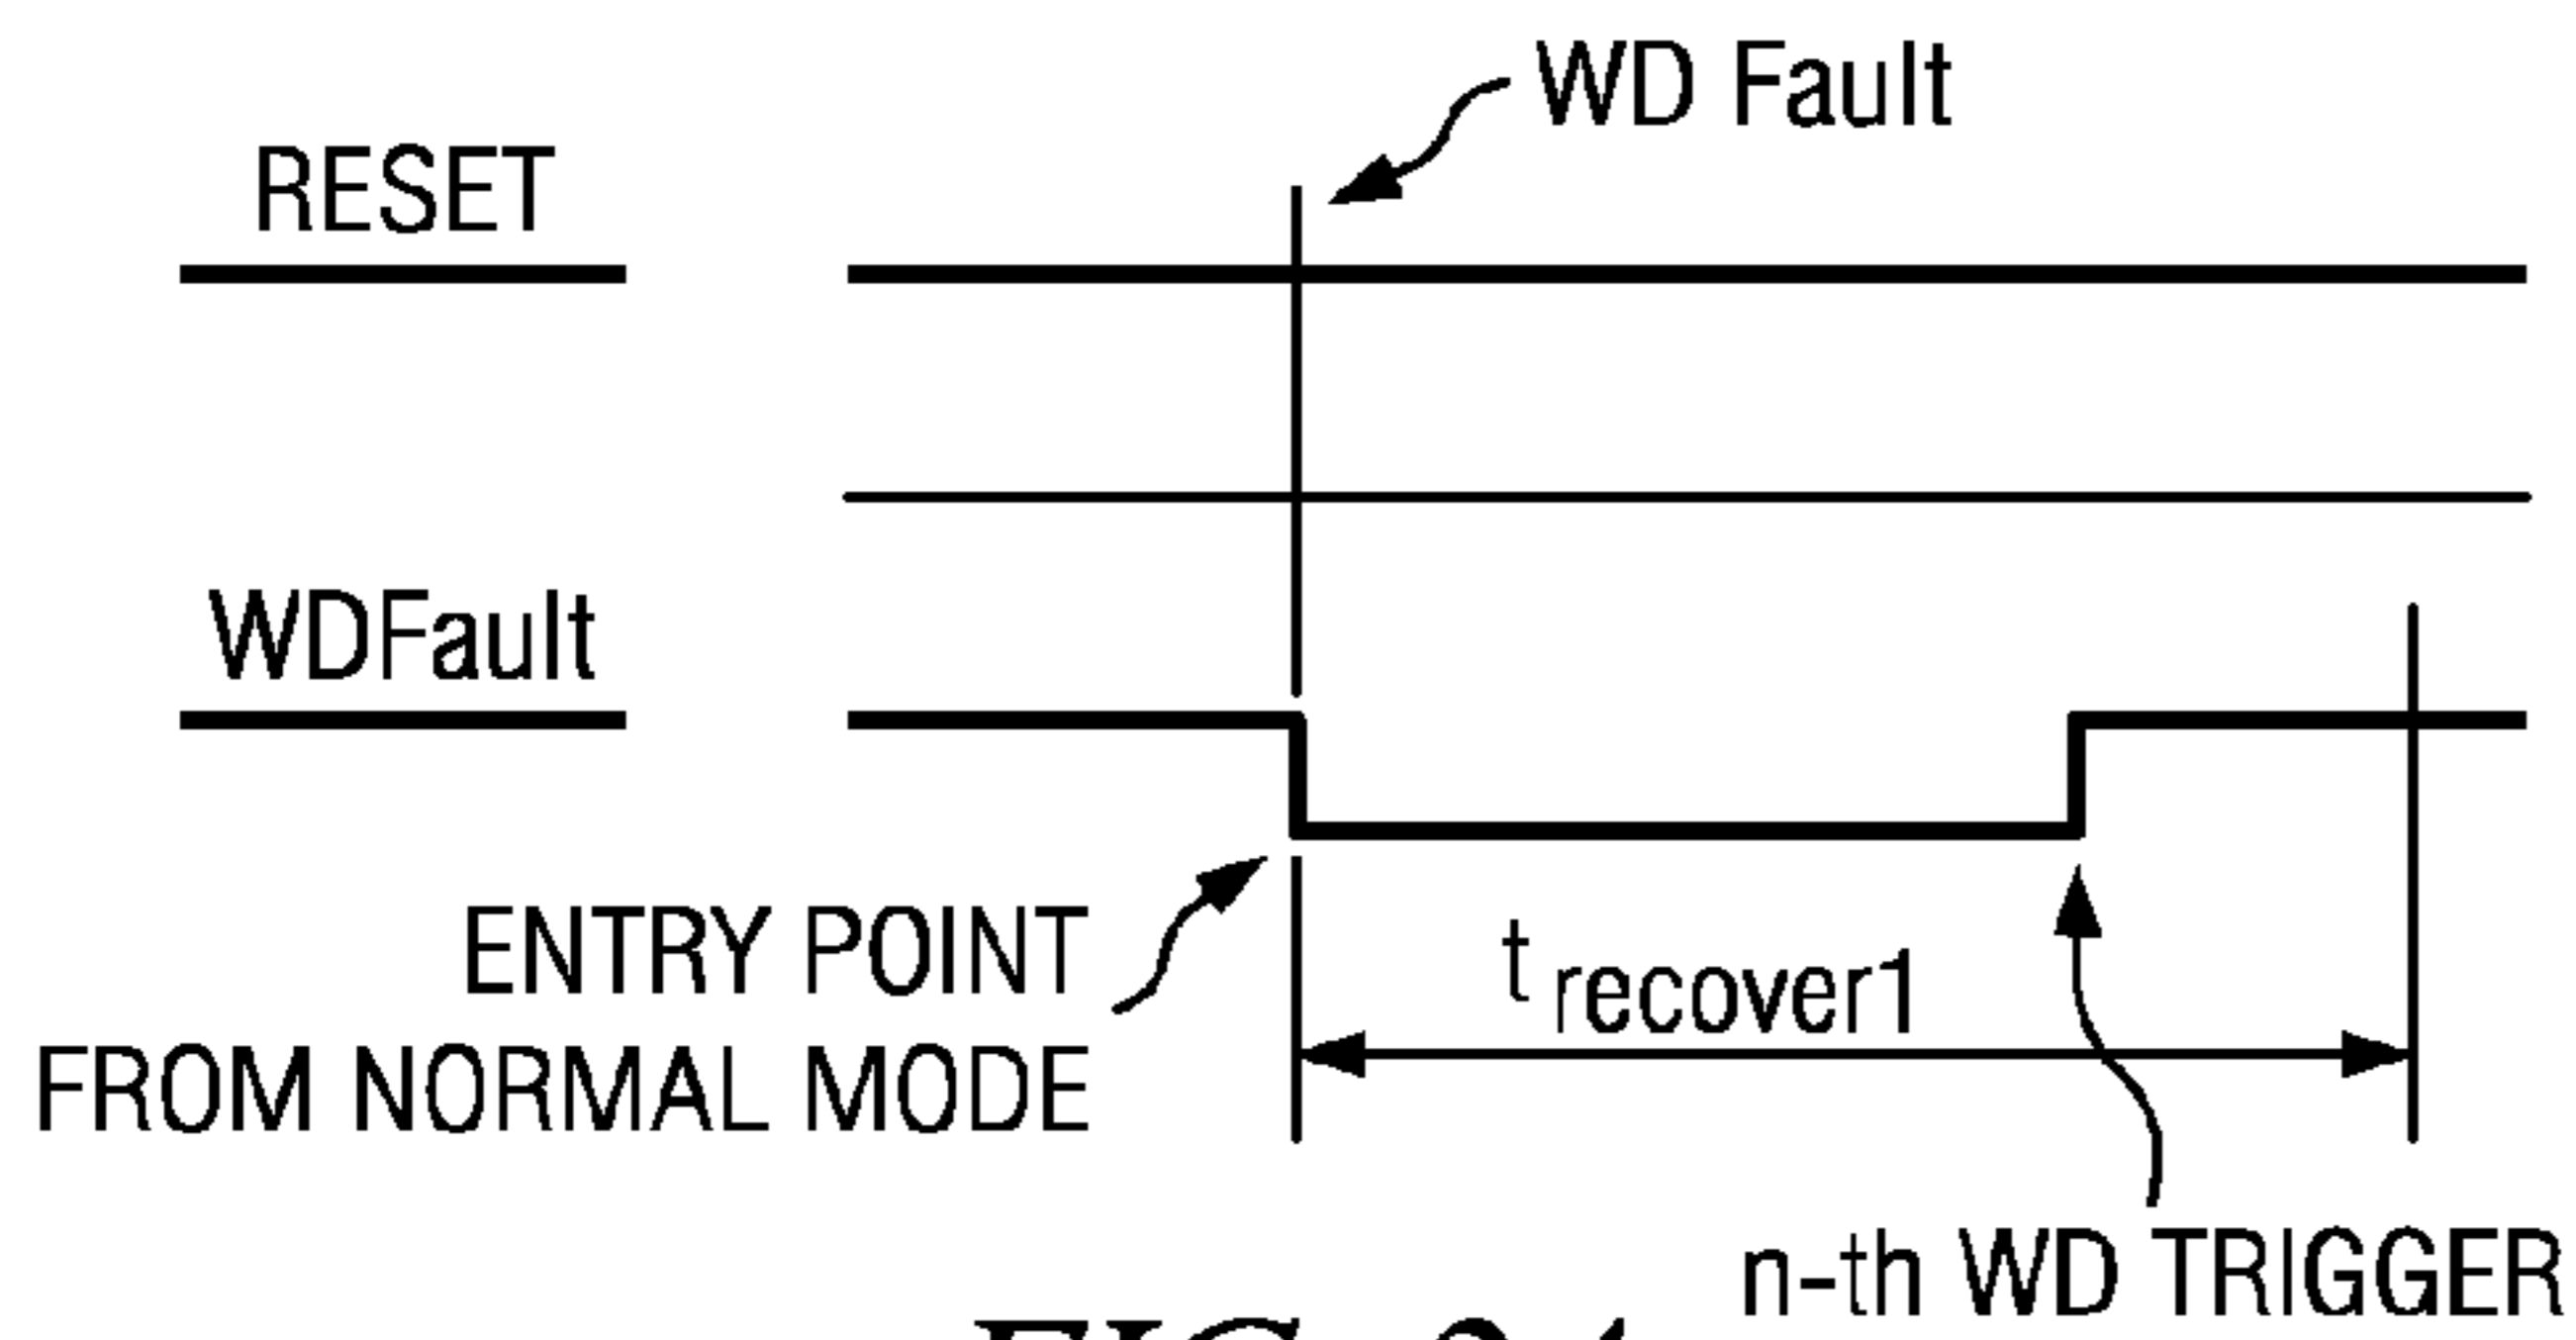 WD Fault
RESET
WDFault
ENTRY POINT
FROM NORMAL MODE
t recover1
n-th WD TRIGGER